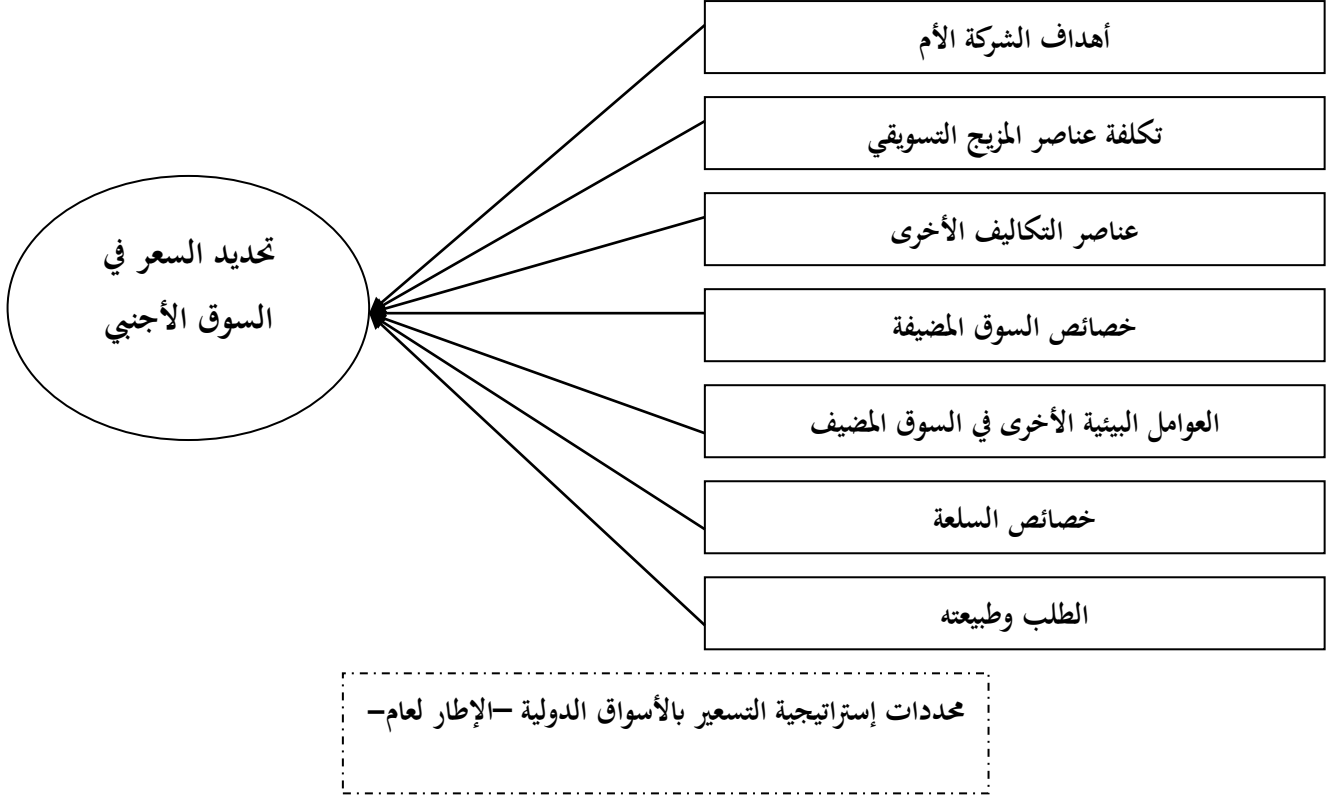 أهداف الشركة الأم
تكلفة عناصر المزيج التسويقي
عناصر التكاليف الأخرى
خصائص السوق المضيفة
العوامل البيئية الأخرى في السوق المضيف
خصائص السلعة
الطلب وطبيعته
تحديد السعر في
السوق الأجنبي
محددات إستراتيجية التسعير بالأسواق الدولية –الإطار لعام–